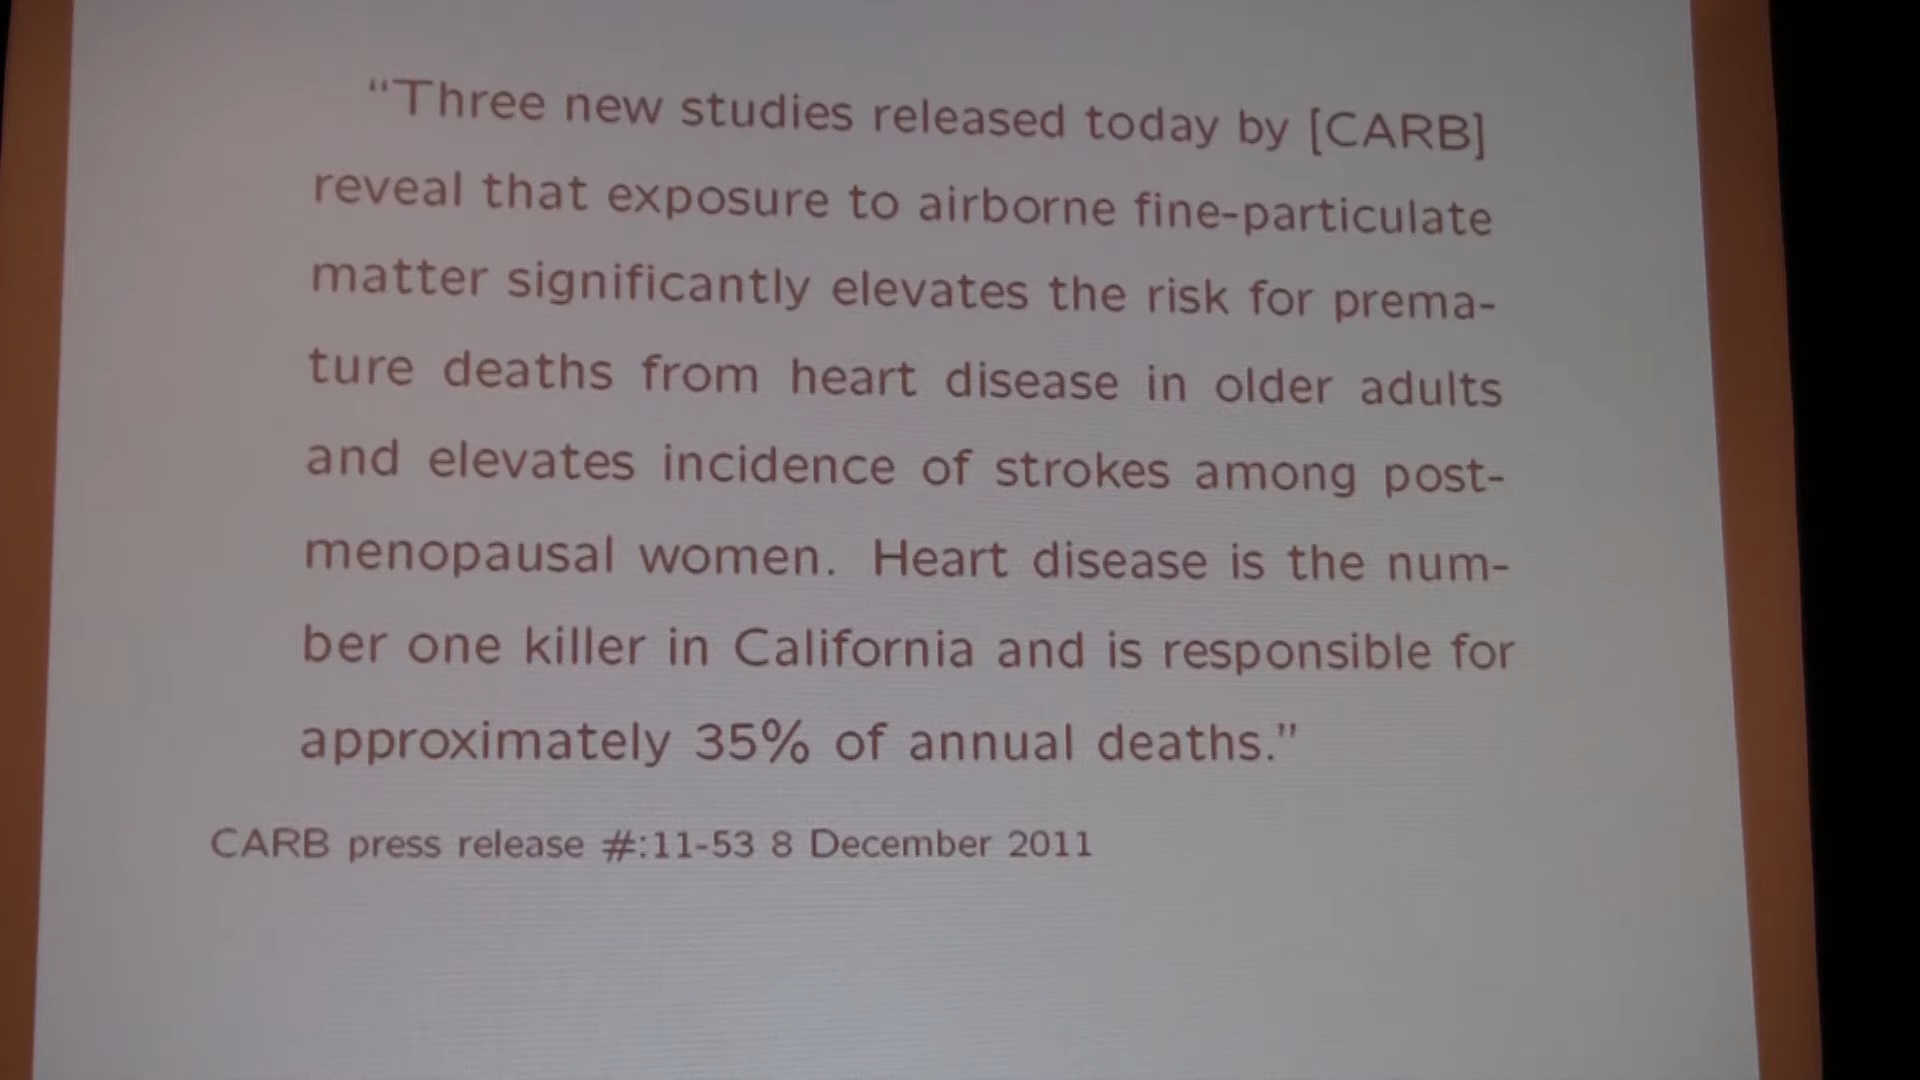 “Three new studies released today by [CARB]
reveal that exposure to airborne fine-particulate
matter significantly elevates the risk for prema-
ture deaths from heart disease in older adults
and elevates incidence of strokes among post-
menopausal women. Heart disease is the num-
ber one killer in California and is responsible for
approximately 35% of annual deaths.”
CARB press release #:11-53 8 December 2011